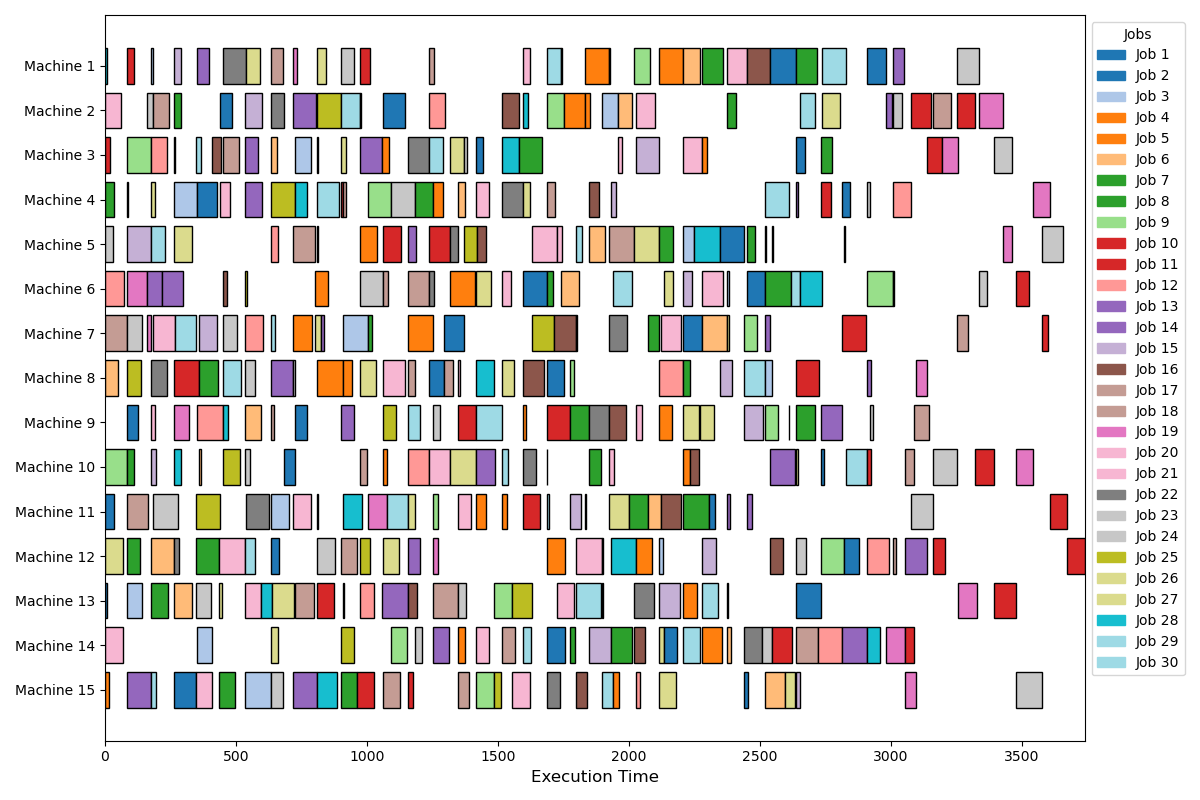 Machine 1
Machine 2
Machine 3
Machine 4
Machine 5
Machine 6
Machine 7
Machine 8
Machine 9
Machine 10
Machine 11
Machine 12
Machine 13
Machine 14
Machine 15
0 500 1000 1500 2000 2500 3000 3500
Execution Time
Jobs
Job 1
Job 2
Job 3
Job 4
Job 5
Job 6
Job 7
Job 8
Job 9
Job 10
Job 11
Job 12
Job 13
Job 14
Job 15
Job 16
Job 17
Job 18
Job 19
Job 20
Job 21
Job 22
Job 23
Job 24
Job 25
Job 26
Job 27
Job 28
Job 29
Job 30